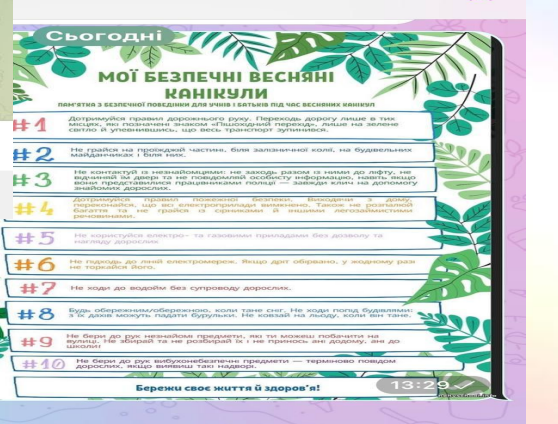 Сьогодні
МОЇ БЕЗПЕЧНІ ВЕСНЯНІ
КАНІКУЛИ
ПАМ'ЯТКА З БЕЗПЕЧНОЇ ПОВЕДІНКИ ДЛЯ УЧНІВ І БАТЬКІВ ПІД ЧАС ВЕСНЯНИХ КАНІКУЛ
#1
Дотримуйся правил дорожнього руху. Переходь дорогу лише в тих
місцях, які позначені знаком «Пішохідний перехід», лише на зелене
світло й упевнившись, що весь транспорт зупинився.
#2
Не грайся на проїжджій частині, біля залізничної колії, на будівельних
майданчиках і біля них.
#3
Не контактуй із незнайомцями: не заходь разом із ними до ліфту, не
відчиняй їм двері та не повідомляй особисту інформацію, навіть якщо
вони представилися працівниками поліції — завжди клич на допомогу
знайомих дорослих.
#4
Дотримуйся правил пожежної безпеки. Виходячи з дому,
переконайся, що всі електроприлади вимкнено. Також не розпалюй
багаття та не грайся із сірниками й іншими легкозаймистими
речовинами.
#5
Не користуйся електро- та газовими приладами без дозволу та
нагляду дорослих
#6
Не підходь до ліній електромереж. Якщо дріт обірвано, у жодному разі
не торкайся його.
#7
Не ходи до водойм без супроводу дорослих.
#8
Будь обережним/обережною, коли тане сніг. Не ходи попід будівлями:
з їх дахів можуть падати бурульки. Не ковзай на льоду, коли він тане.
#9
Не бери до рук незнайомі предмети, які ти можеш побачити на
вулиці. Не збирай та не розбирай їх і не принось ані додому, ані до
школи!
#10
Не бери до рук вибухонебезпечні предмети — терміново повідом
дорослих, якщо виявиш такі надворі.
Бережи своє життя й здоров'я!
13:29